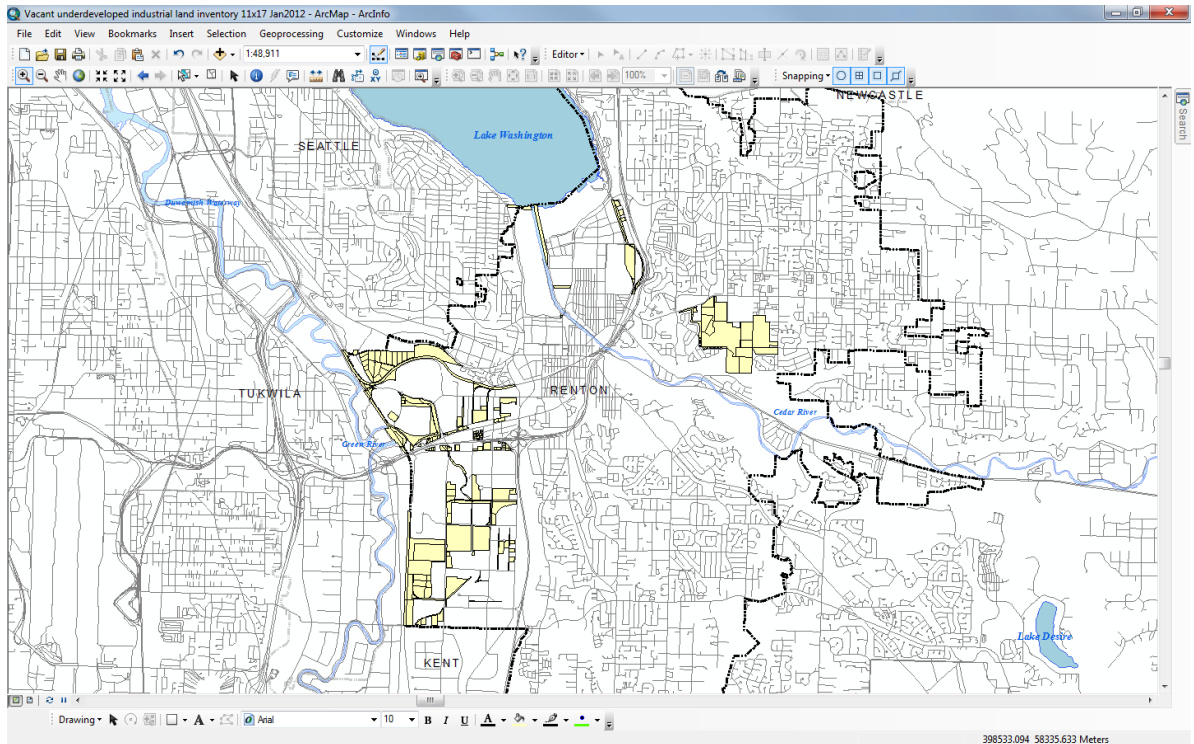 Vacant underdeveloped industrial land inventory 11x17 Jan2012 - ArcMap - ArcInfo
File Edit View Bookmarks Insert Selection Geoprocessing Customize Windows Help
1:48,911 Editor
100% Snapping
Search
NEWCASTLE
Lake Washington
SEATTLE
Duwamish Waterway
TUKWILA
RENTON
Cedar River
Green River
Lake Desire
KENT
Drawing A Arial 10 B I U A
398533.094 58335.633 Meters